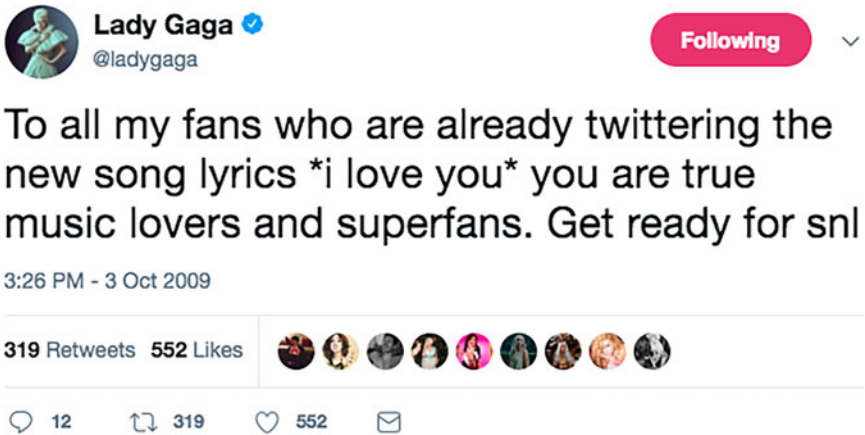 Lady Gaga
@ladygaga
Following
To all my fans who are already twittering the
new song lyrics *i love you* you are true
music lovers and superfans. Get ready for snl
3:26 PM - 3 Oct 2009
319 Retweets 552 Likes
12 319 552